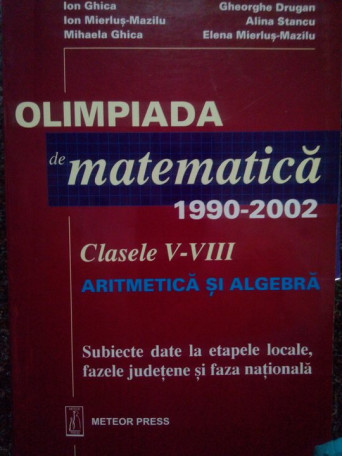 Ion Ghica Gheorghe Drugan
Ion Mierluș-Mazilu Alina Stancu
Mihaela Ghica Elena Mierluș-Mazilu
OLIMPIADA
de matematică
1990-2002
Clasele V-VIII
ARITMETICĂ ȘI ALGEBRĂ
Subiecte date la etapele locale,
fazele județene și faza națională
METEOR PRESS